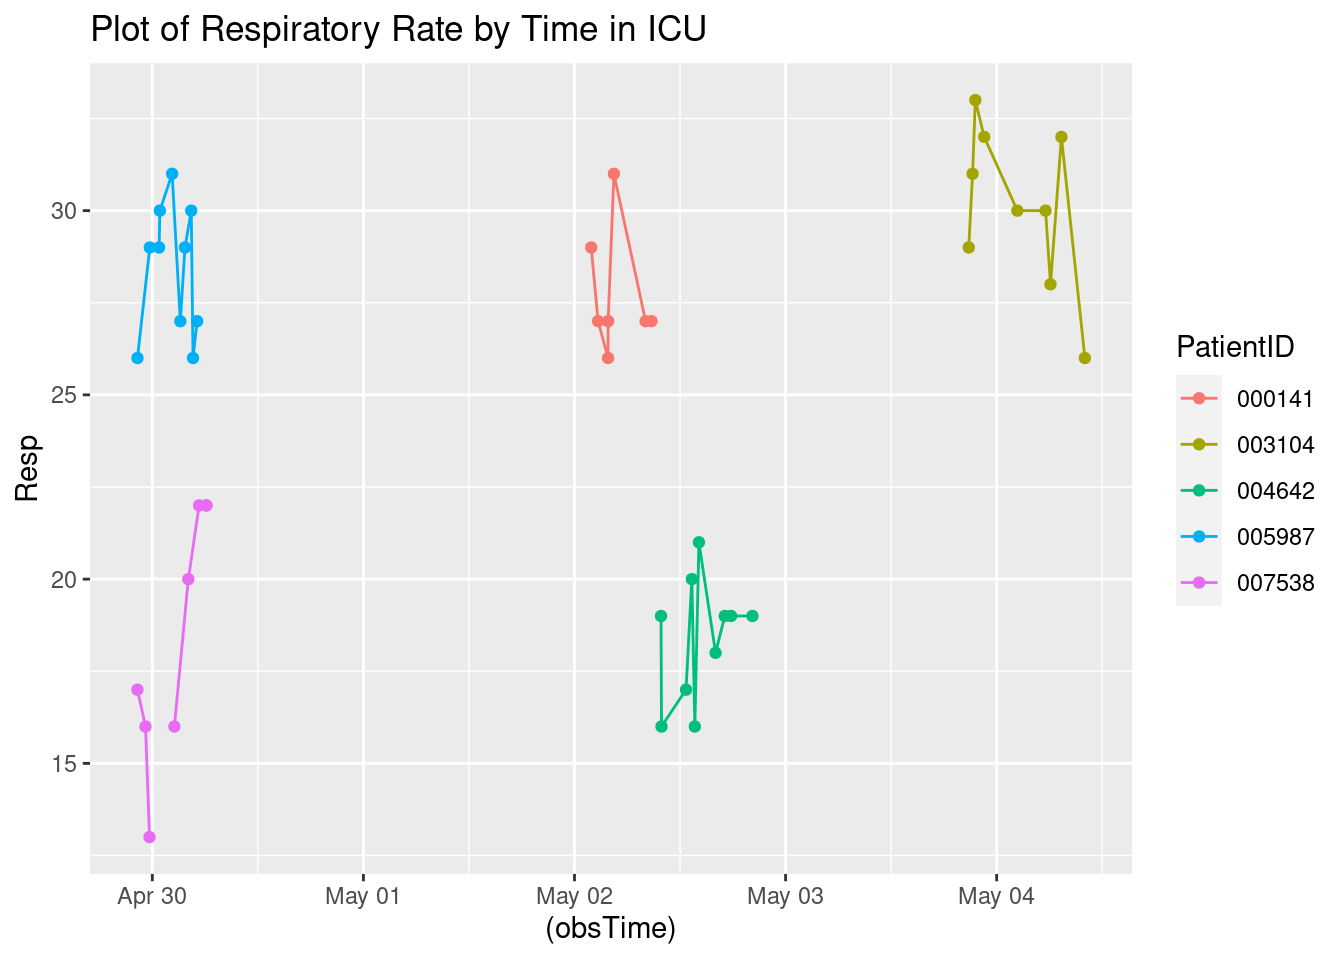 Plot of Respiratory Rate by Time in ICU
Resp
30
25
20
15
Apr 30
May 01
May 02
May 03
May 04
(obsTime)
PatientID
000141
003104
004642
005987
007538